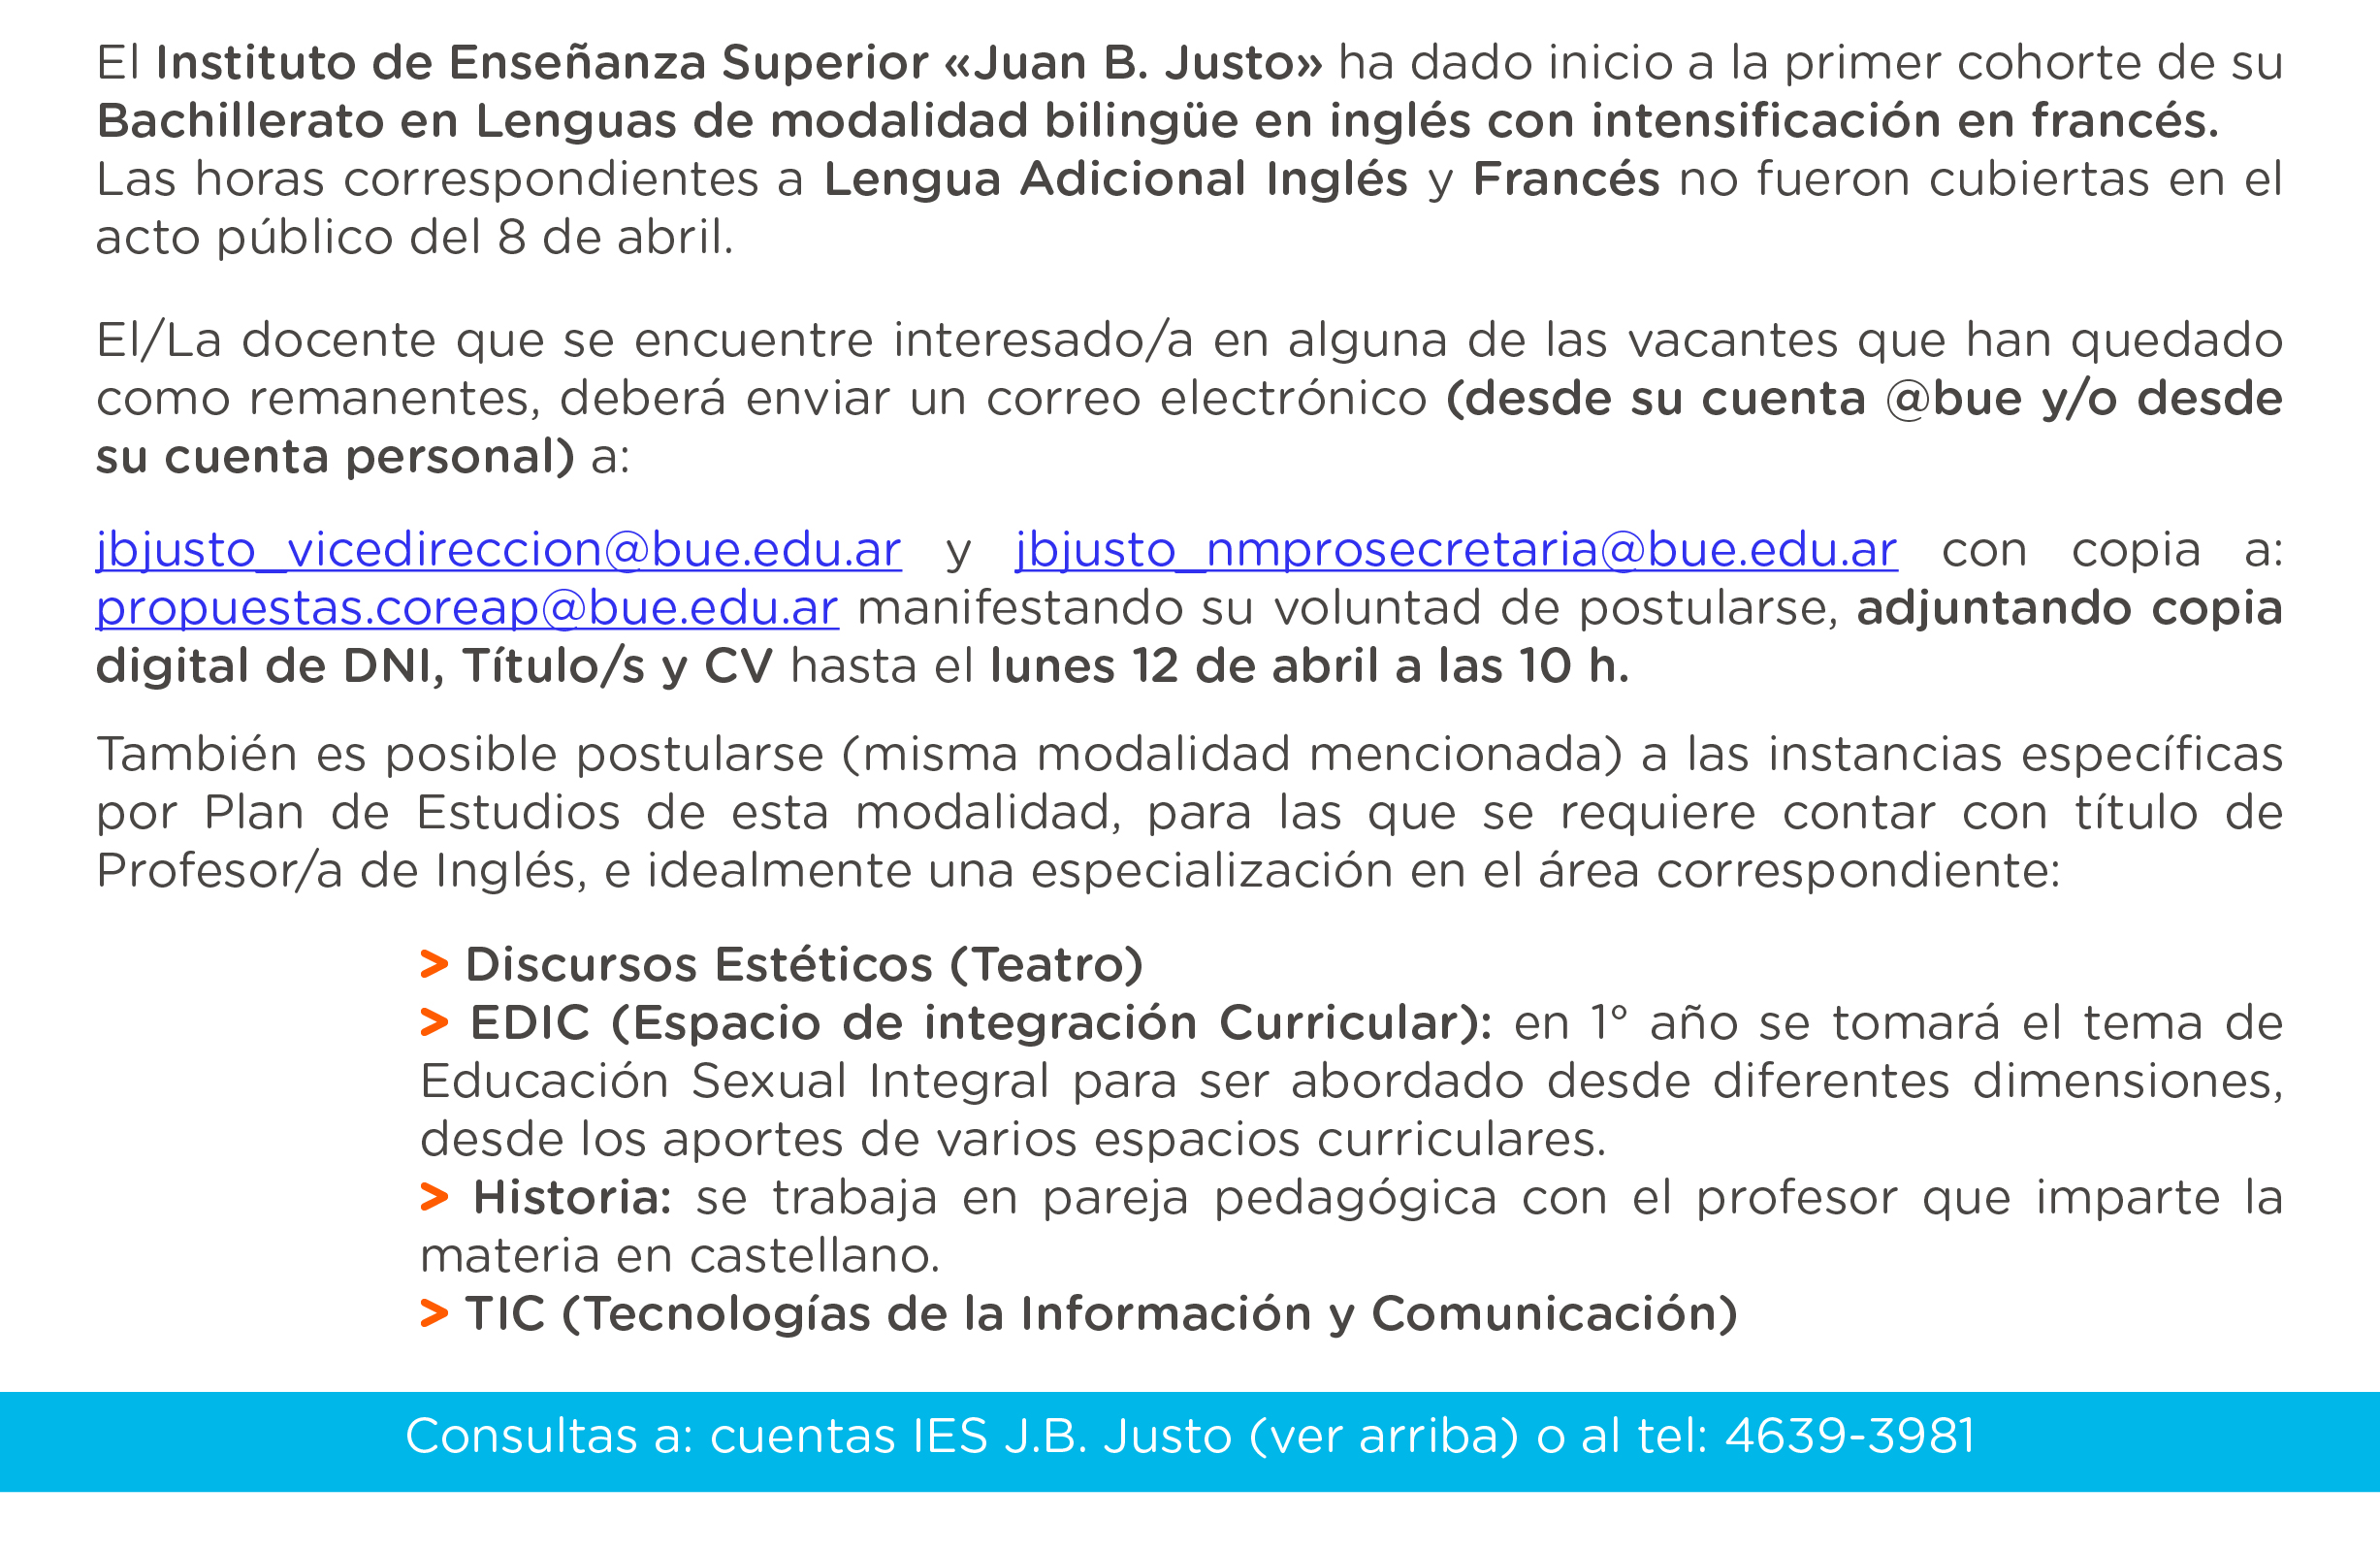 El Instituto de Enseñanza Superior «Juan B. Justo» ha dado inicio a la primer cohorte de su
Bachillerato en Lenguas de modalidad bilingüe en inglés con intensificación en francés.
Las horas correspondientes a Lengua Adicional Inglés y Francés no fueron cubiertas en el
acto público del 8 de abril.
El/La docente que se encuentre interesado/a en alguna de las vacantes que han quedado
como remanentes, deberá enviar un correo electrónico (desde su cuenta @bue y/o desde
su cuenta personal) a:
jbjusto_vicedireccion@bue.edu.ar y jbjusto_nmprosecretaria@bue.edu.ar con copia a:
propuestas.coreap@bue.edu.ar manifestando su voluntad de postularse, adjuntando copia
digital de DNI, Título/s y CV hasta el lunes 12 de abril a las 10 h.
También es posible postularse (misma modalidad mencionada) a las instancias específicas
por Plan de Estudios de esta modalidad, para las que se requiere contar con título de
Profesor/a de Inglés, e idealmente una especialización en el área correspondiente:
> Discursos Estéticos (Teatro)
> EDIC (Espacio de integración Curricular): en 1° año se tomará el tema de
Educación Sexual Integral para ser abordado desde diferentes dimensiones,
desde los aportes de varios espacios curriculares.
> Historia: se trabaja en pareja pedagógica con el profesor que imparte la
materia en castellano.
> TIC (Tecnologías de la Información y Comunicación)
Consultas a: cuentas IES J.B. Justo (ver arriba) o al tel: 4639-3981